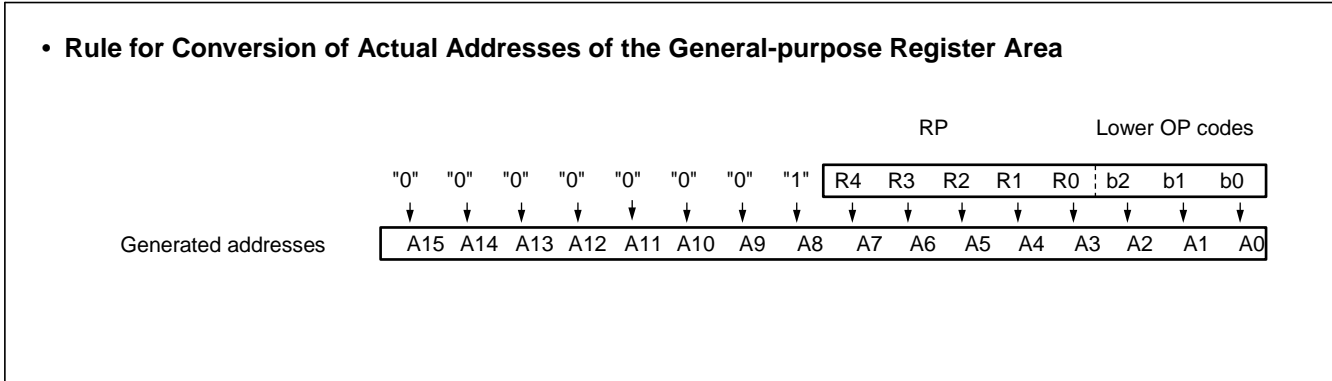 • Rule for Conversion of Actual Addresses of the General-purpose Register Area
RP Lower OP codes
"0" "0" "0" "0" "0" "0" "0" "1" R4 R3 R2 R1 R0 b2 b1 b0
Generated addresses A15 A14 A13 A12 A11 A10 A9 A8 A7 A6 A5 A4 A3 A2 A1 A0